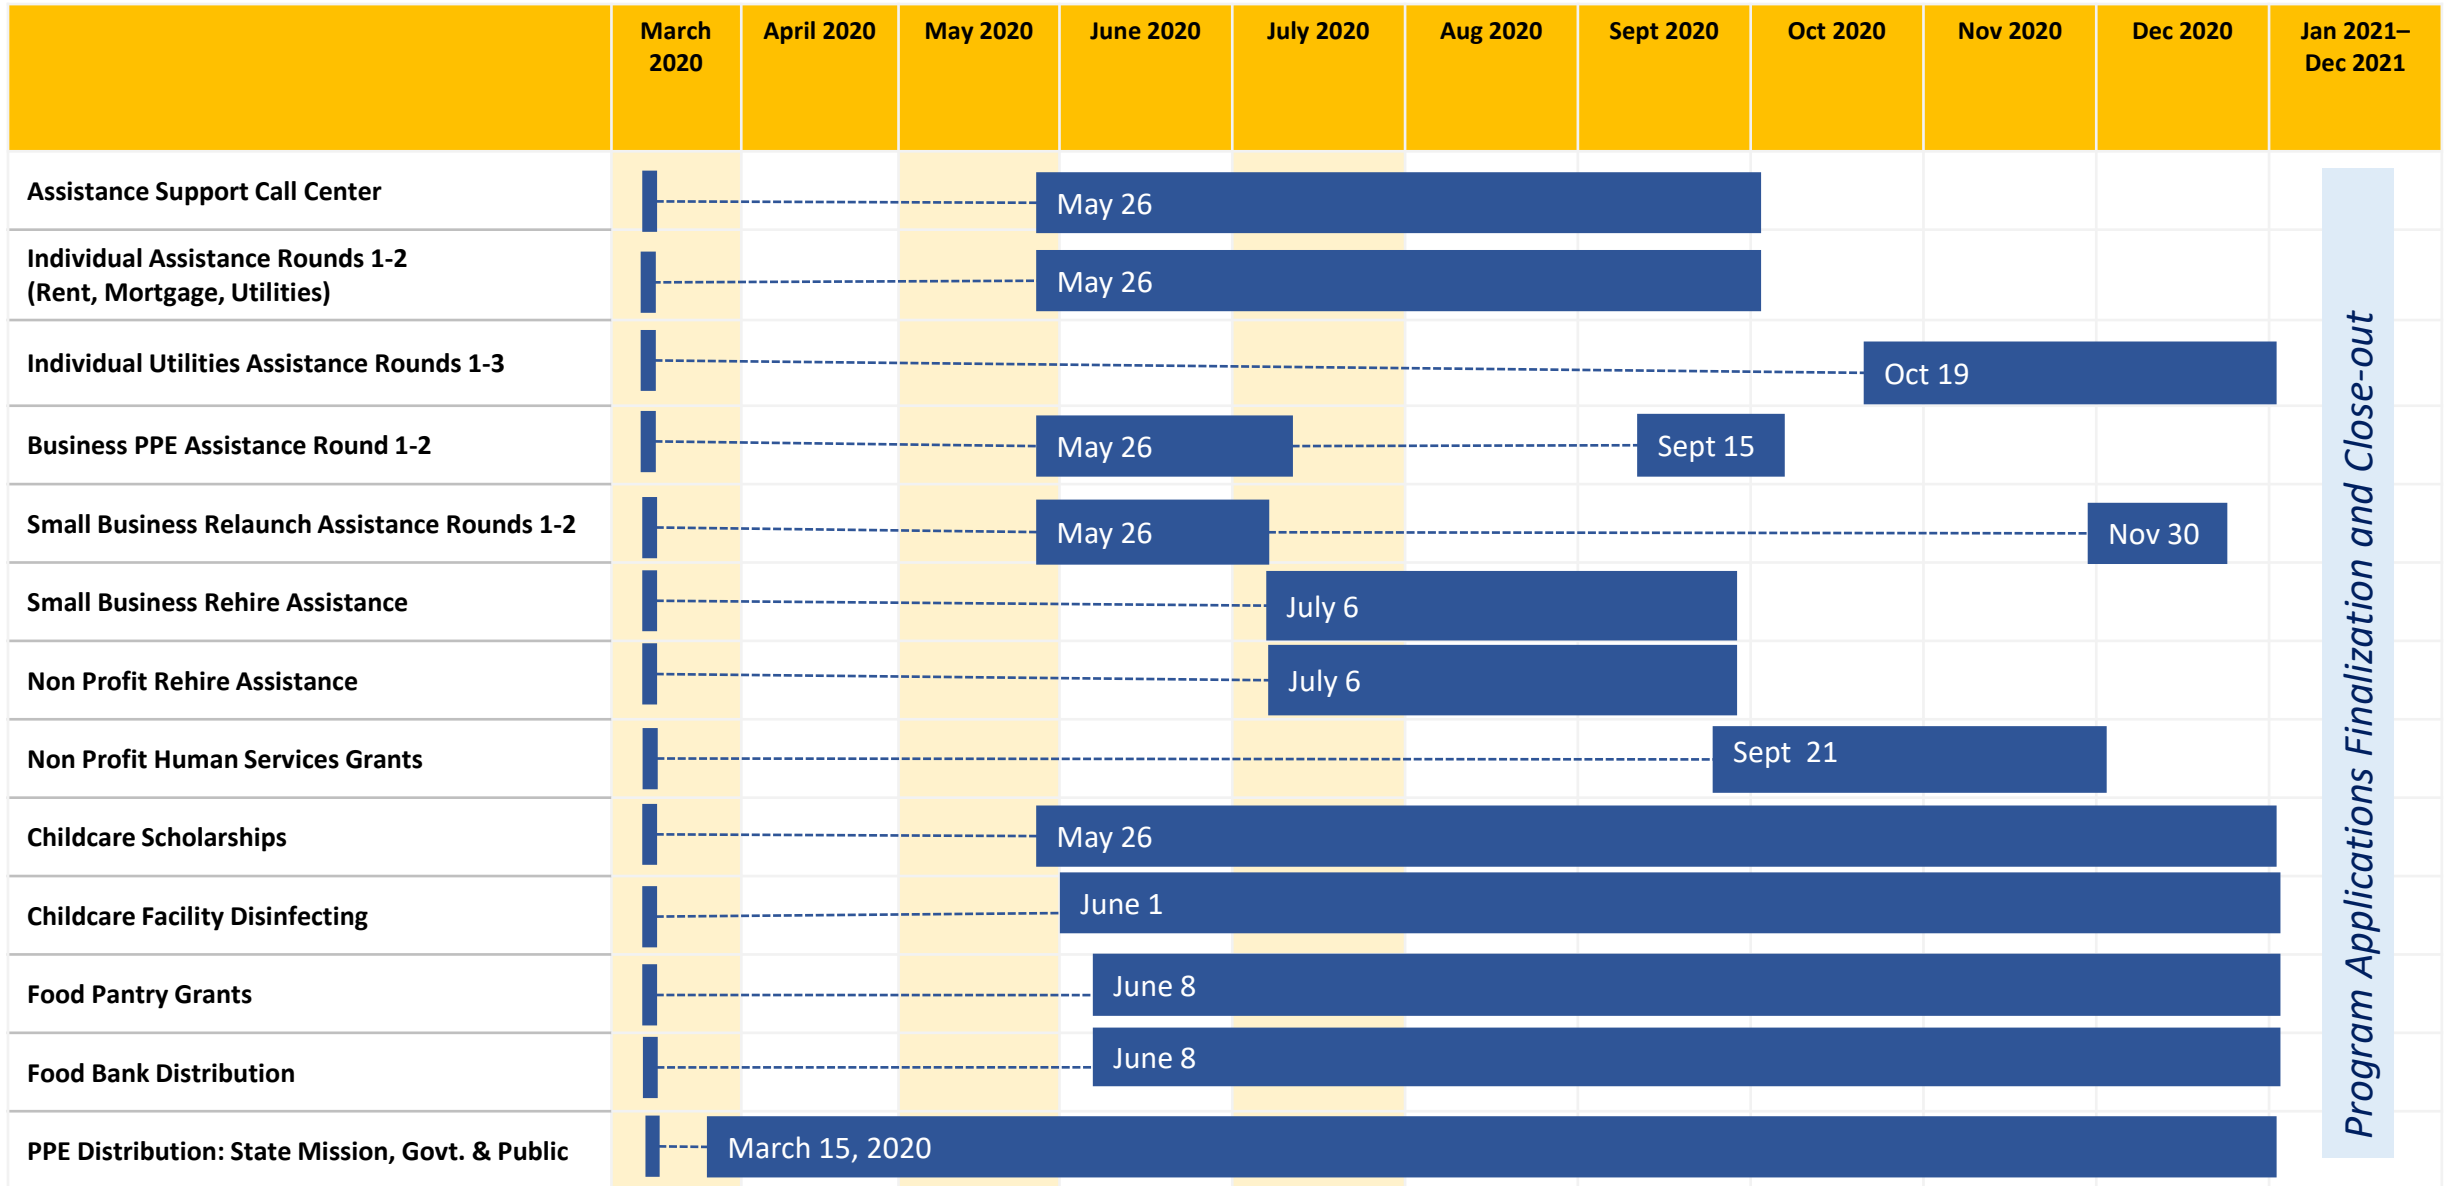 March
2020
April 2020
May 2020
June 2020
July 2020
Aug 2020
Sept 2020
Oct 2020
Nov 2020
Dec 2020
Jan 2021–
Dec 2021
Assistance Support Call Center
May 26
Individual Assistance Rounds 1-2
(Rent, Mortgage, Utilities)
May 26
Individual Utilities Assistance Rounds 1-3
Oct 19
Business PPE Assistance Round 1-2
May 26
Sept 15
Small Business Relaunch Assistance Rounds 1-2
May 26
Nov 30
Small Business Rehire Assistance
July 6
Non Profit Rehire Assistance
July 6
Non Profit Human Services Grants
Sept 21
Childcare Scholarships
May 26
Childcare Facility Disinfecting
June 1
Food Pantry Grants
June 8
Food Bank Distribution
June 8
PPE Distribution: State Mission, Govt. & Public
March 15, 2020
Program Applications Finalization and Close-out